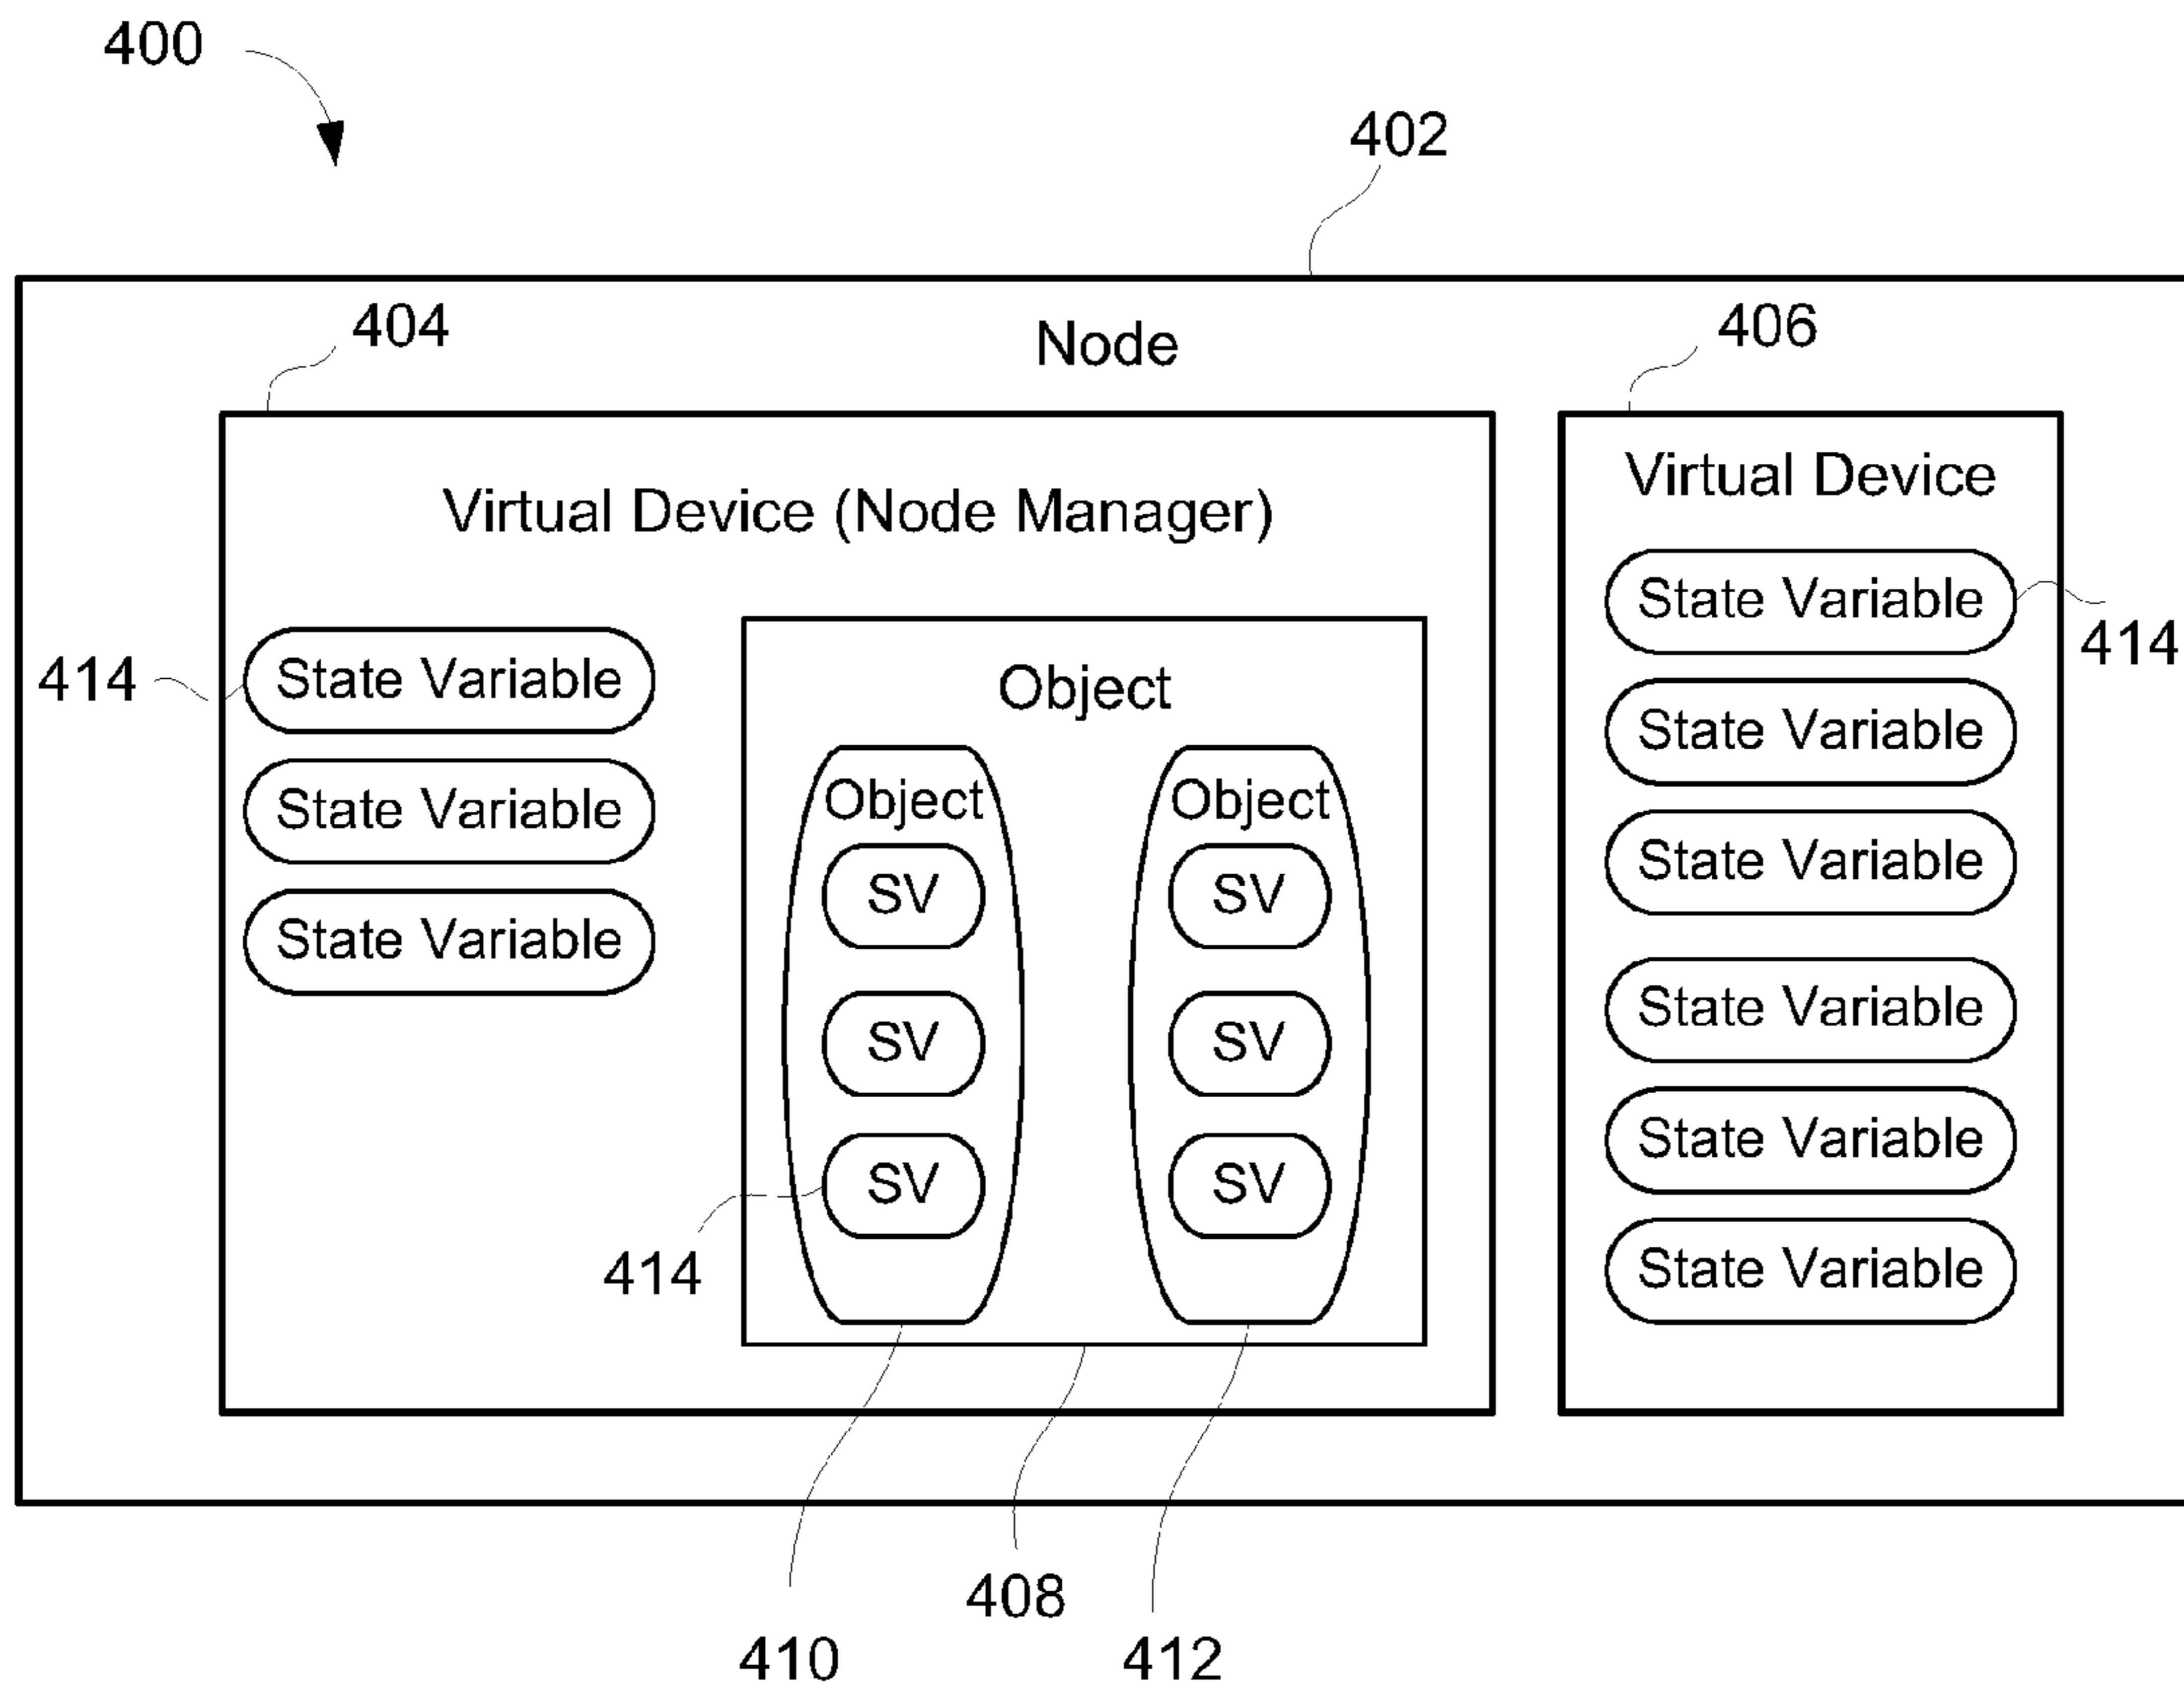 400
402
404
Node
406
Virtual Device (Node Manager)
Virtual Device
414
State Variable
State Variable
State Variable
Object
Object
SV
SV
SV
Object
SV
SV
SV
414
State Variable
State Variable
State Variable
State Variable
State Variable
State Variable
414
408
410
412